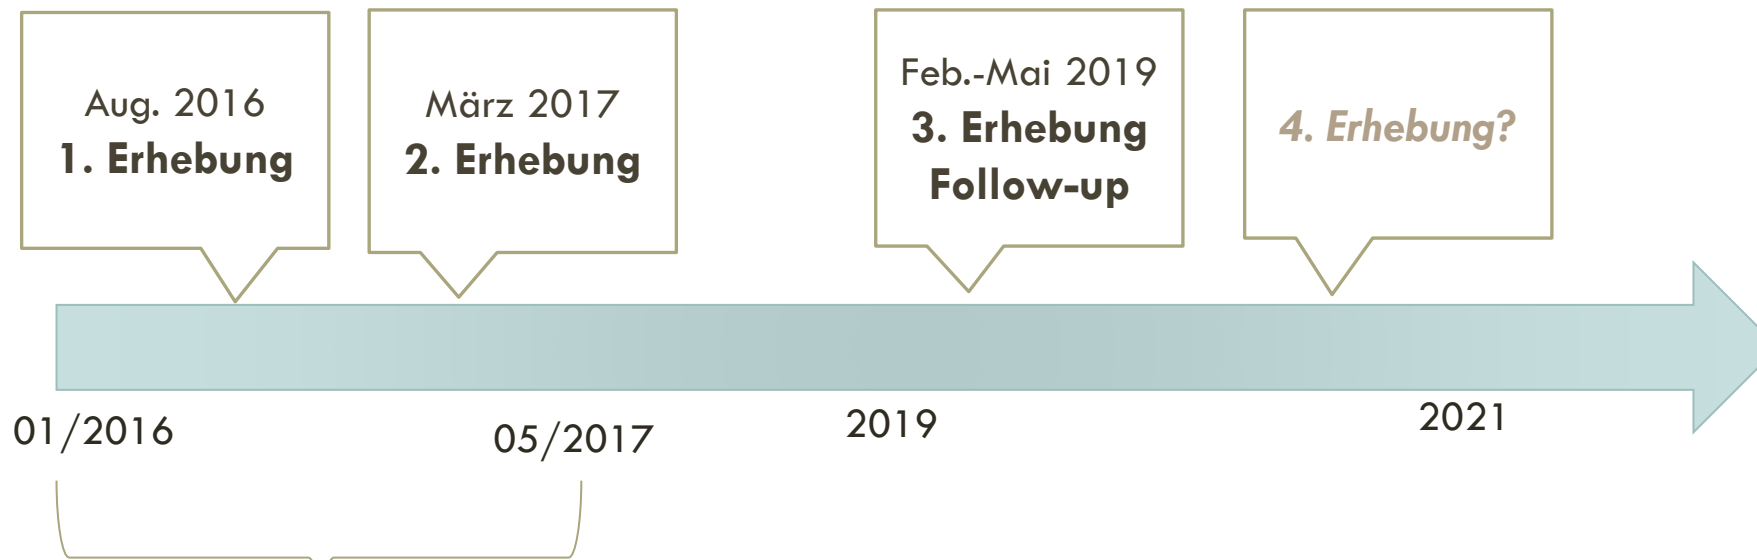 Aug. 2016
1. Erhebung
März 2017
2. Erhebung
Feb.-Mai 2019
3. Erhebung
Follow-up
4. Erhebung?
01/2016
05/2017
2019
2021